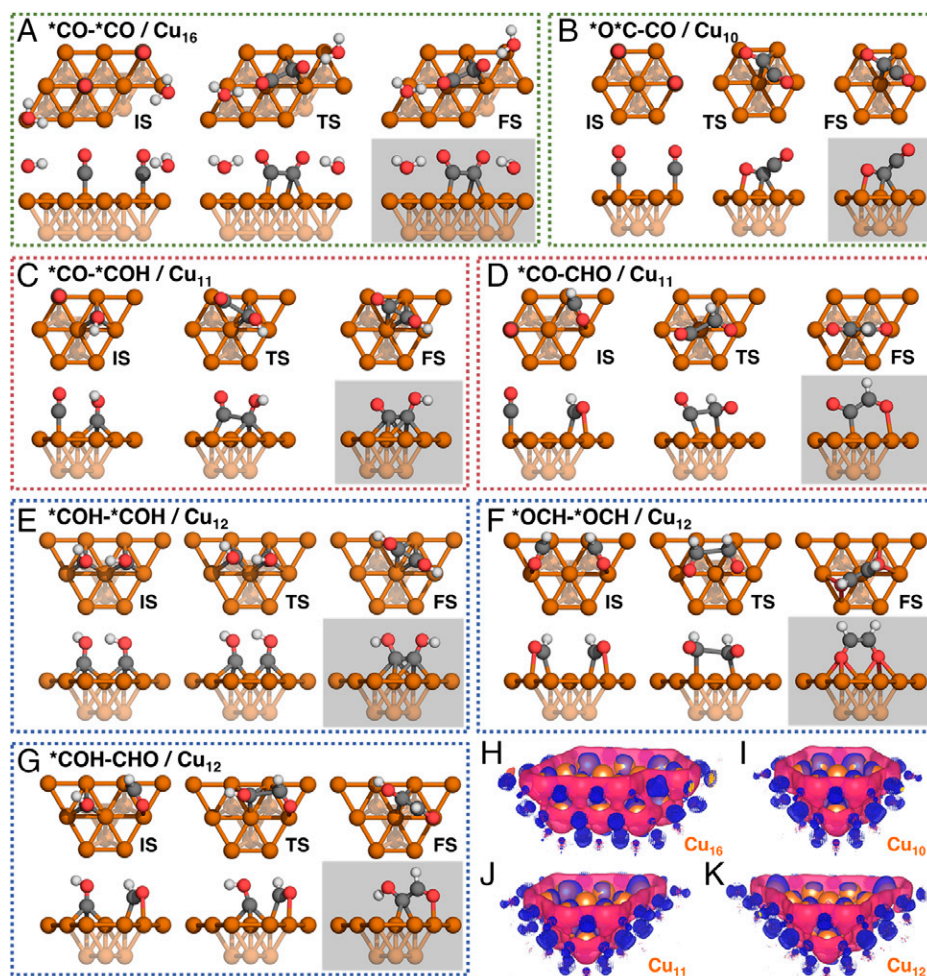 A *CO-*CO / Cu16
IS TS FS
B *O*C-CO / Cu10
IS TS FS
C *CO-*COH / Cu11
IS TS FS
D *CO-CHO / Cu11
IS TS FS
E *COH-*COH / Cu12
IS TS FS
F *OCH-*OCH / Cu12
IS TS FS
G *COH-CHO / Cu12
IS TS FS
H I
Cu16 Cu10
J K
Cu11 Cu12